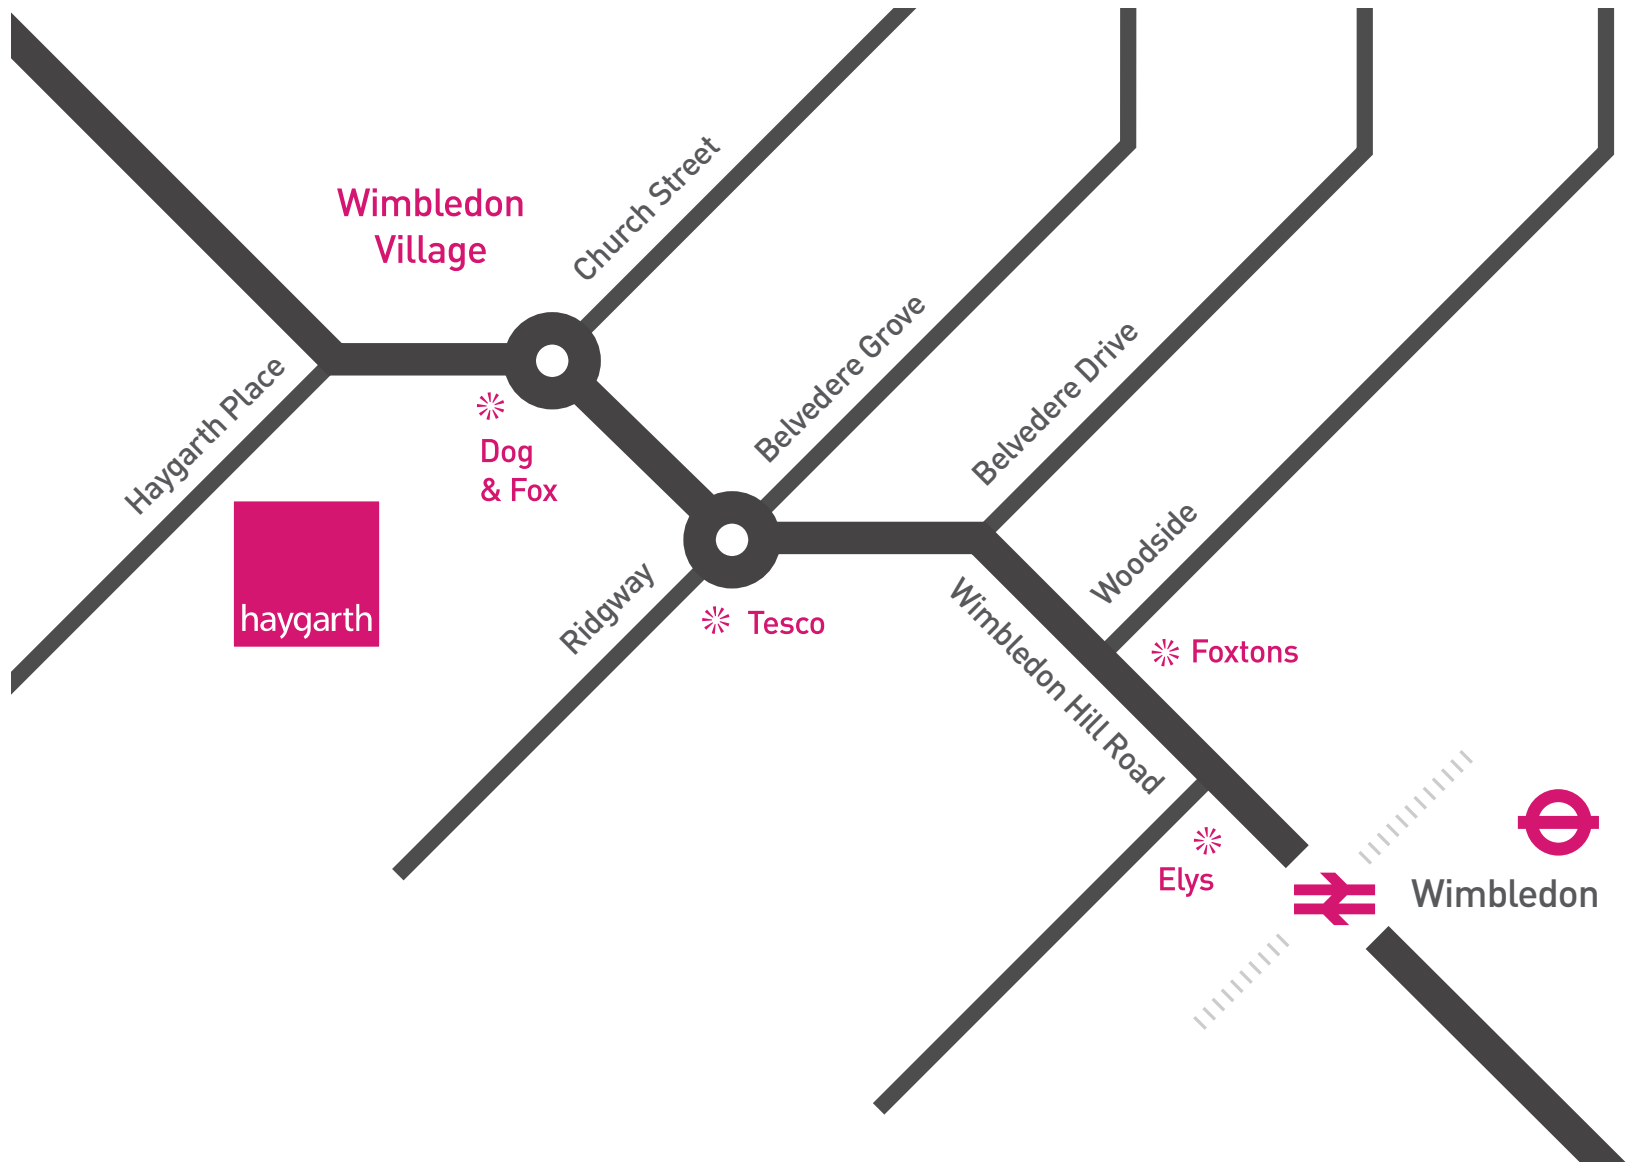 Church Street
Wimbledon
Village
Belvedere Grove
Belvedere Drive
Haygarth Place
Dog
& Fox
Woodside
haygarth
Ridgway
Tesco
Wimbledon Hill Road
Foxtons
Elys
Wimbledon